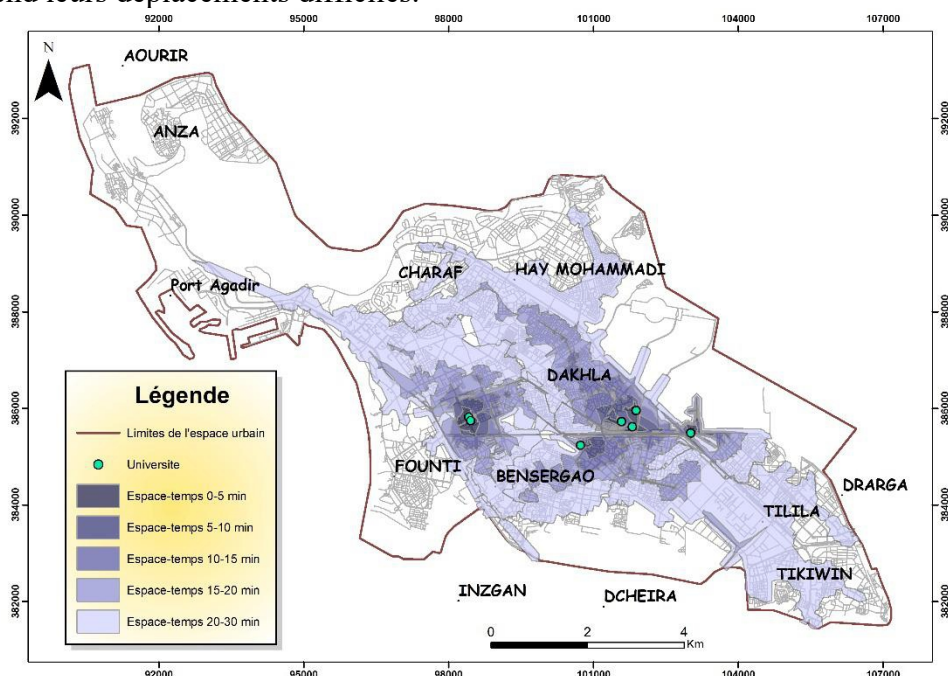 end leurs déplacements difficiles.
92000 95000 98000 101000 104000 107000
N
AOURIR
392000 392000
ANZA
390000 390000
CHARAF
HAY MOHAMMADI
Port Agadir
388000 388000
DAKHLA
386000 386000
FOUNTI
BENSERGAO
DRARGA
384000 384000
TILILA
TIKIWIN
INZGAN
DCHEIRA
382000 382000
Légende
Limites de l'espace urbain
Universite
Espace-temps 0-5 min
Espace-temps 5-10 min
Espace-temps 10-15 min
Espace-temps 15-20 min
Espace-temps 20-30 min
0 2 4
Km
92000 95000 98000 101000 104000 107000